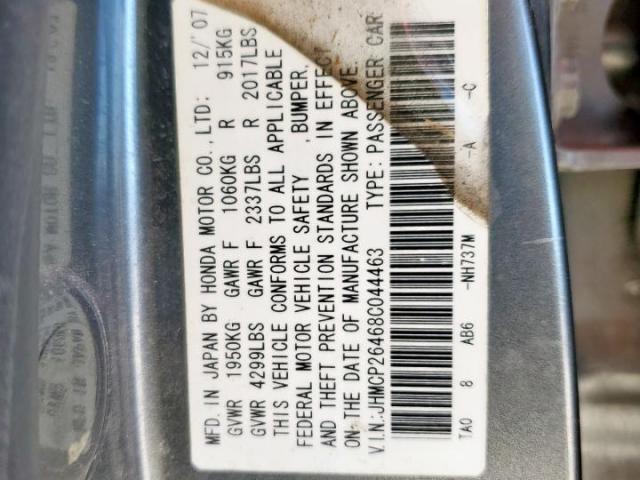 MFD. IN JAPAN BY HONDA MOTOR CO., LTD: 12/'07
GVWR 1950KG GAWR F 1060KG R 915KG
GVWR 4299LBS GAWR F 2337LBS R 2017LBS
THIS VEHICLE CONFORMS TO ALL APPLICABLE
FEDERAL MOTOR VEHICLE SAFETY , BUMPER,
AND THEFT PREVENTION STANDARDS IN EFFECT
ON THE DATE OF MANUFACTURE SHOWN ABOVE.
V.I.N.:JHMCP26468C044463 TYPE: PASSENGER CAR
TA0 8 AB6 -NH737M -A -C